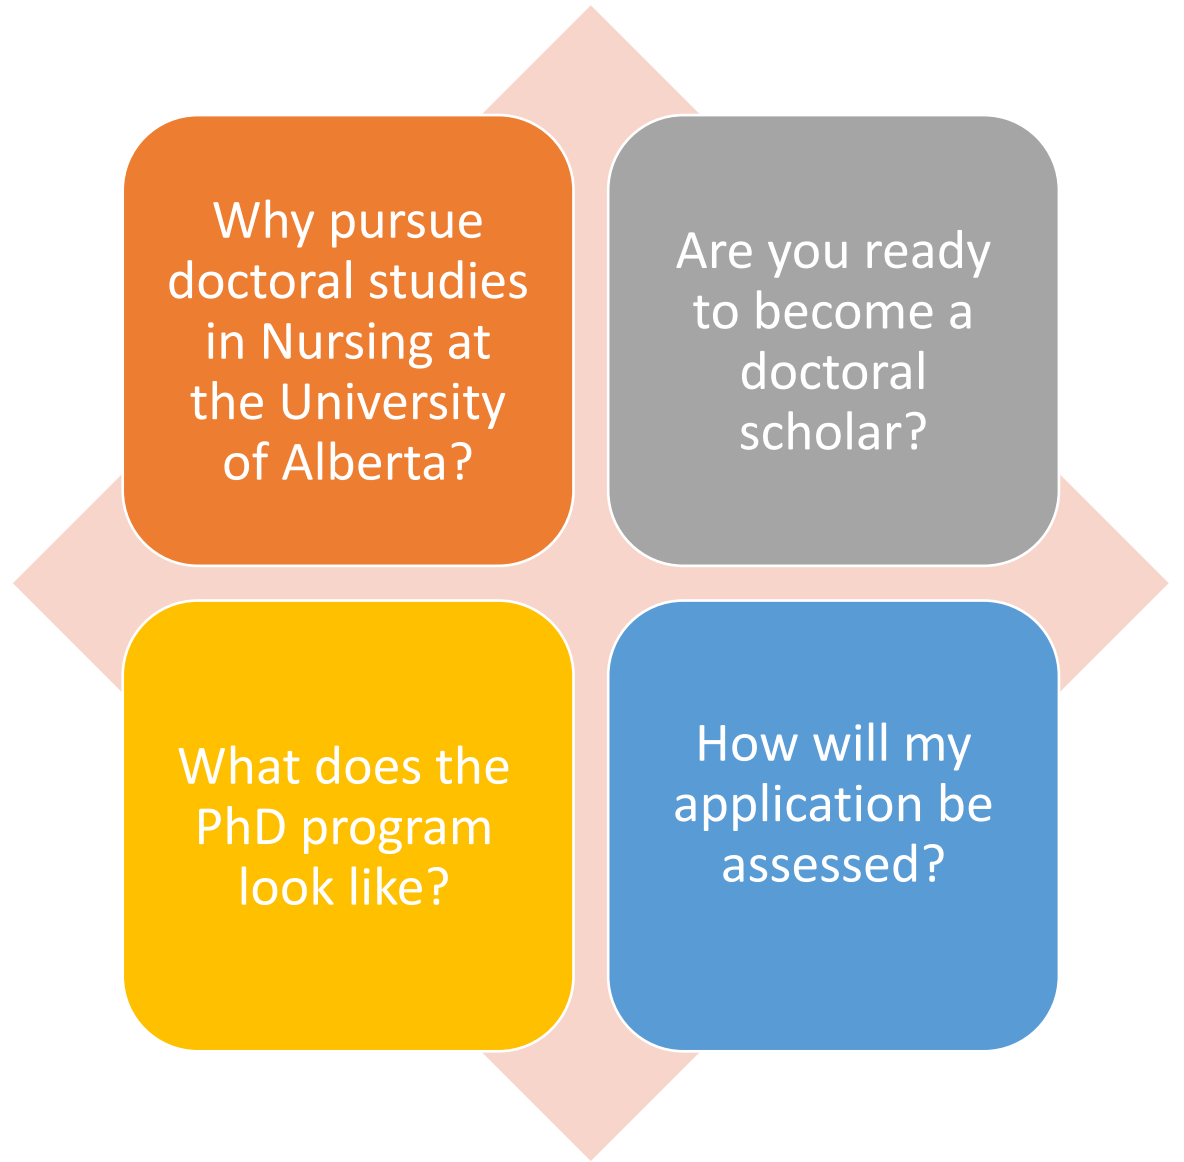 Why pursue
doctoral studies
in Nursing at
the University
of Alberta?
Are you ready
to become a
doctoral
scholar?
What does the
PhD program
look like?
How will my
application be
assessed?